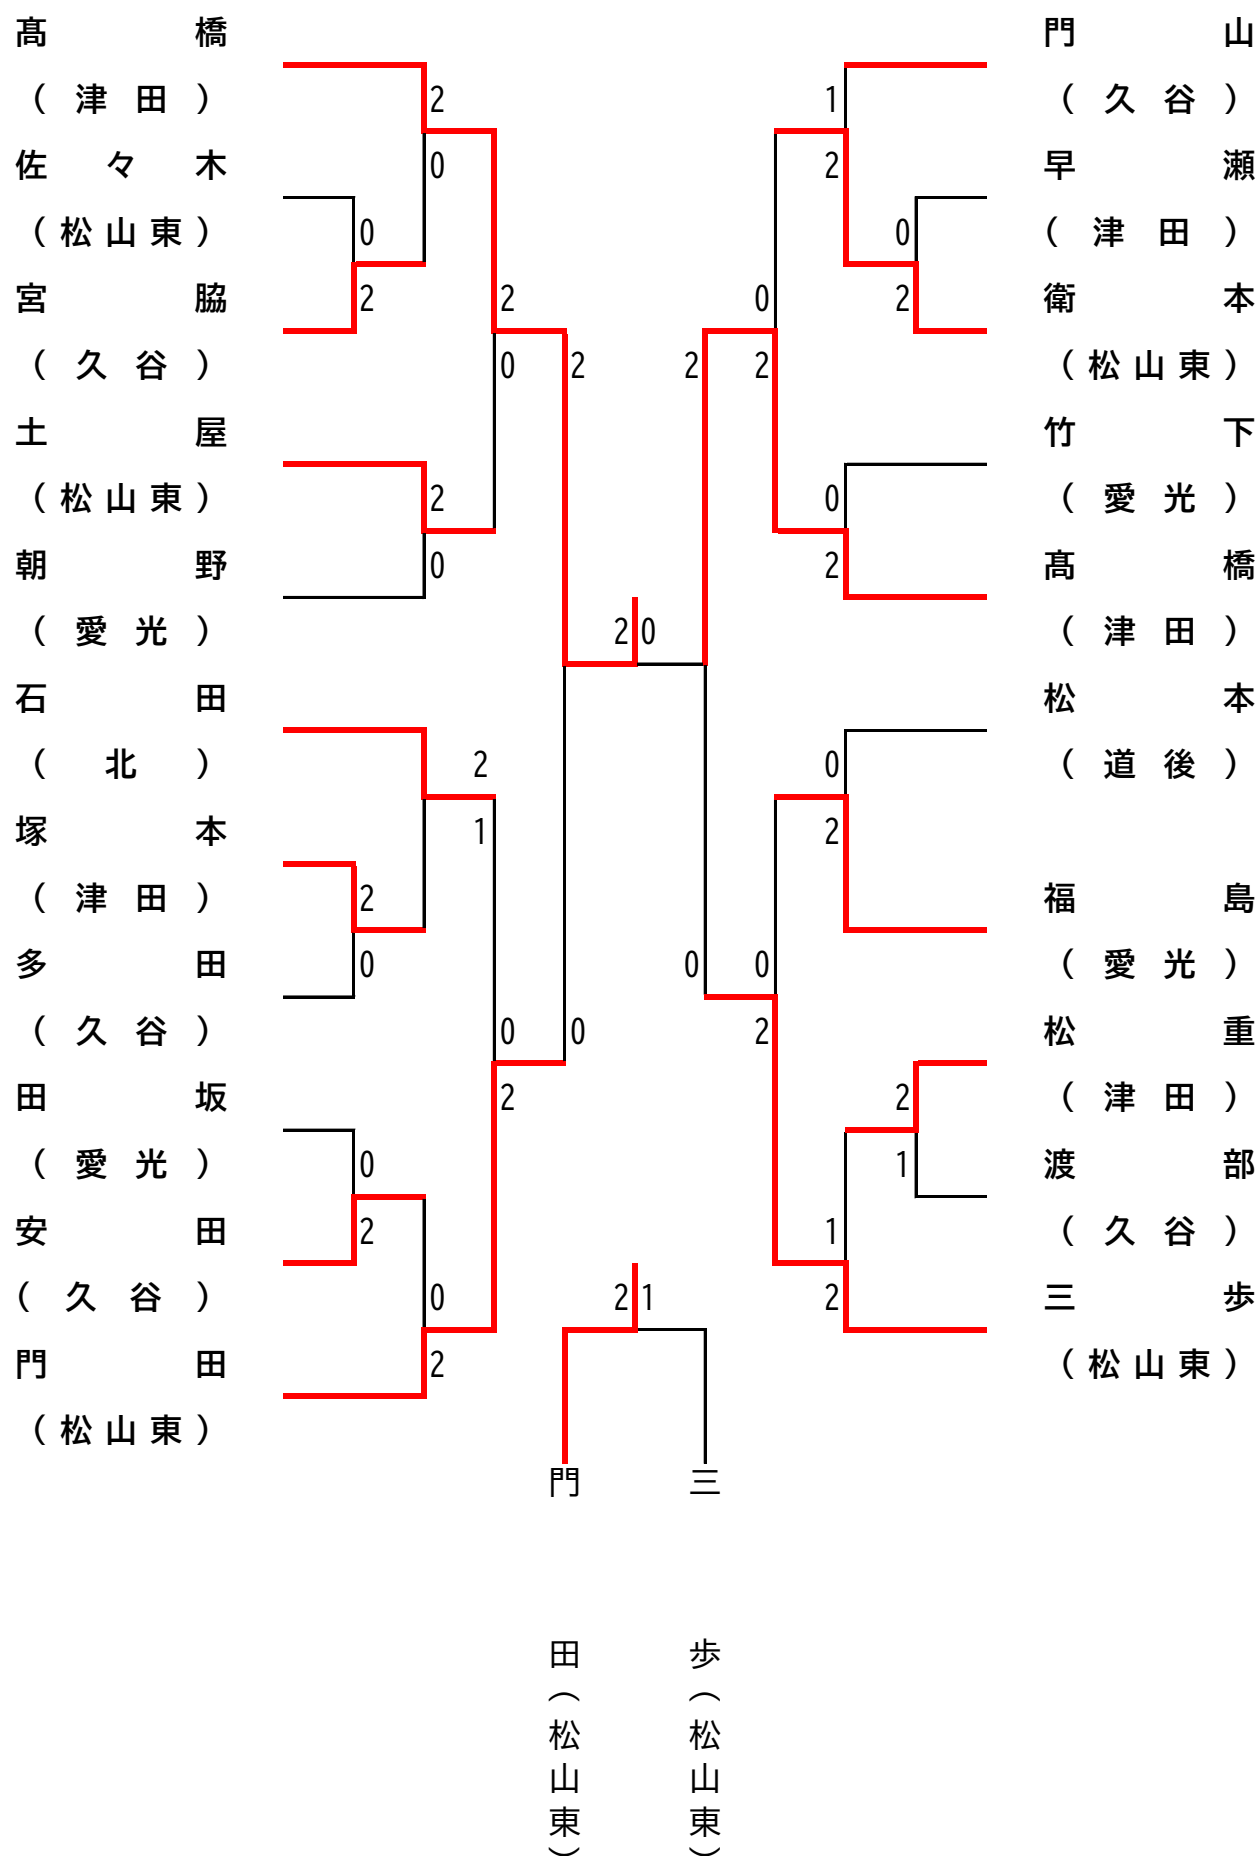 髙橋
(津田)
2
佐々木
0
(松山東)
0
宮脇
2
2
(久谷)
0
2
土屋
(松山東)
2
朝野
0
(愛光)
石田
(北)
2
塚本
1
(津田)
2
多田
0
(久谷)
0
0
田坂
2
(愛光)
0
安田
2
(久谷)
0
門田
2
(松山東)
門山
1
(久谷)
2
早瀬
0
(津田)
0
2
衛本
2
2
(松山東)
竹下
0
(愛光)
2
髙橋
(津田)
2 0
松本
0
(道後)
2
福島
0
0
(愛光)
2
松重
2
(津田)
1
渡部
1
(久谷)
2
三歩
(松山東)
2 1
門田(松山東)
三歩(松山東)